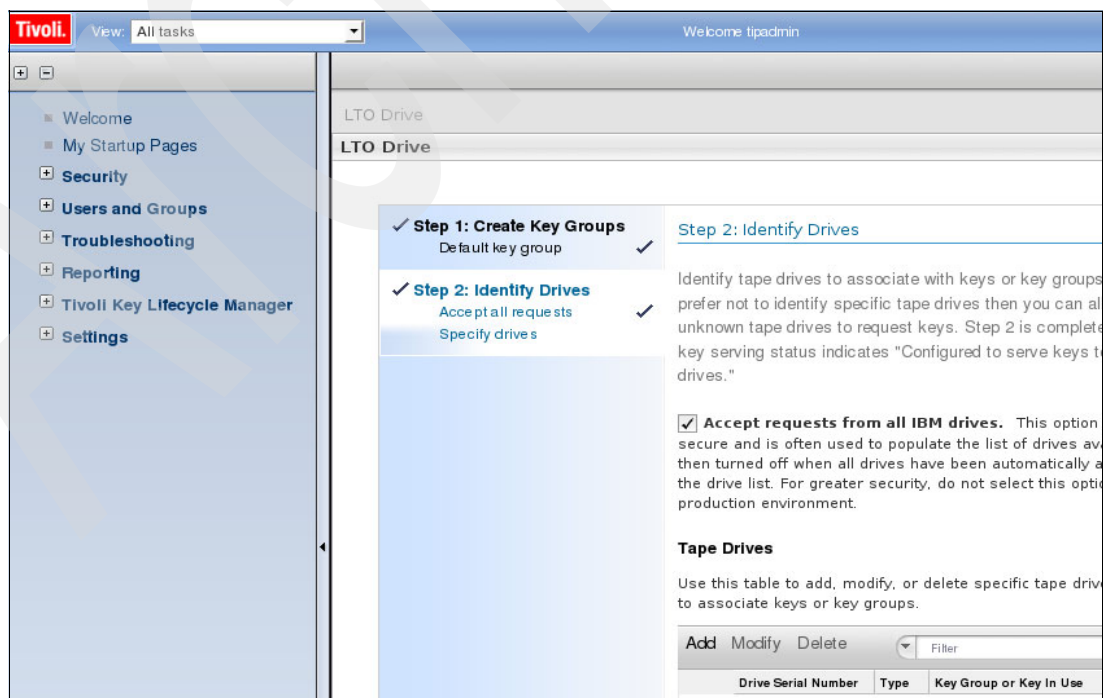 Tivoli. View: All tasks Welcome tipadmin
Welcome
My Startup Pages
Security
Users and Groups
Troubleshooting
Reporting
Tivoli Key Lifecycle Manager
Settings
LTO Drive
LTO Drive
Step 1: Create Key Groups
Default key group
Step 2: Identify Drives
Accept all requests
Specify drives
Step 2: Identify Drives
Identify tape drives to associate with keys or key groups
prefer not to identify specific tape drives then you can al
unknown tape drives to request keys. Step 2 is complete
key serving status indicates "Configured to serve keys to
drives."
Accept requests from all IBM drives. This option
secure and is often used to populate the list of drives av
then turned off when all drives have been automatically a
the drive list. For greater security, do not select this optio
production environment.
Tape Drives
Use this table to add, modify, or delete specific tape driv
to associate keys or key groups.
Add Modify Delete Filter
Drive Serial Number Type Key Group or Key In Use